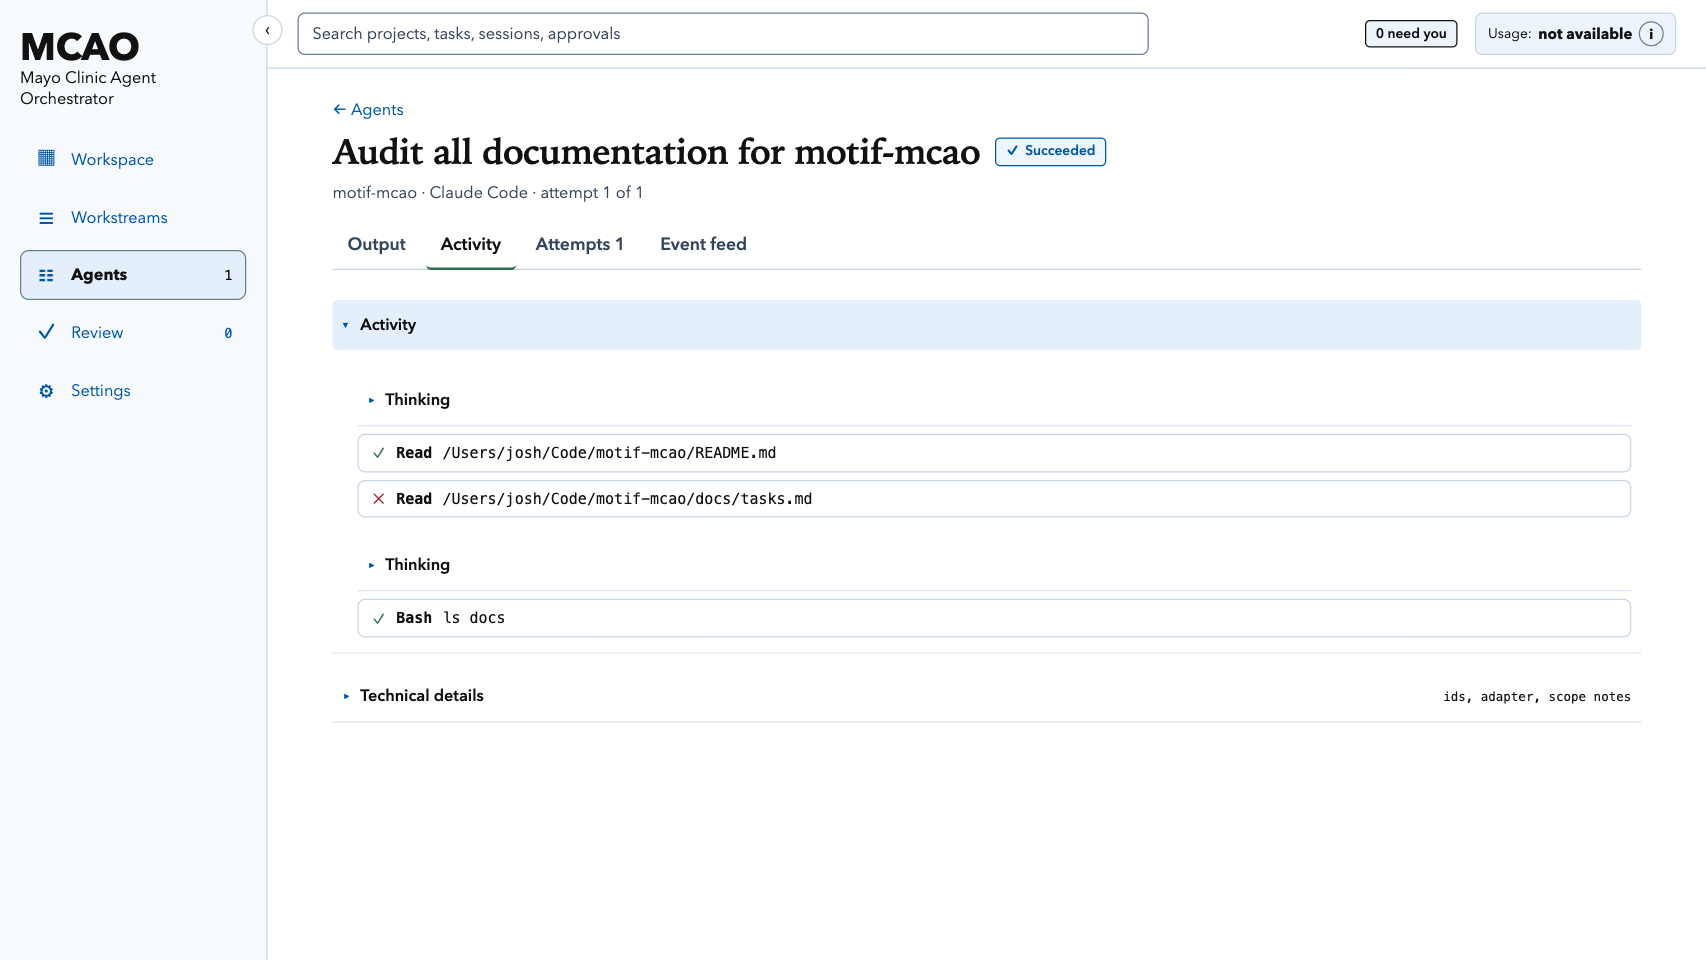 MCAO
Mayo Clinic Agent
Orchestrator
Workspace
Workstreams
Agents 1
Review 0
Settings
Search projects, tasks, sessions, approvals
0 need you
Usage: not available i
← Agents
Audit all documentation for motif-mcao
✓ Succeeded
motif-mcao · Claude Code · attempt 1 of 1
Output Activity Attempts 1 Event feed
Activity
Thinking
Read /Users/josh/Code/motif-mcao/README.md
Read /Users/josh/Code/motif-mcao/docs/tasks.md
Thinking
Bash ls docs
Technical details ids, adapter, scope notes